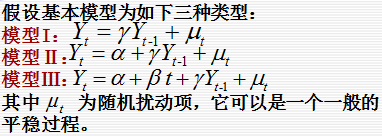 假设基本模型为如下三种类型:
模型I: Y_t = γY_{t-1} + μ_t
模型Ⅱ: Y_t = α + γY_{t-1} + μ_t
模型Ⅲ: Y_t = α + β t + γY_{t-1} + μ_t
其中 μ_t 为随机扰动项，它可以是一个一般的
平稳过程。